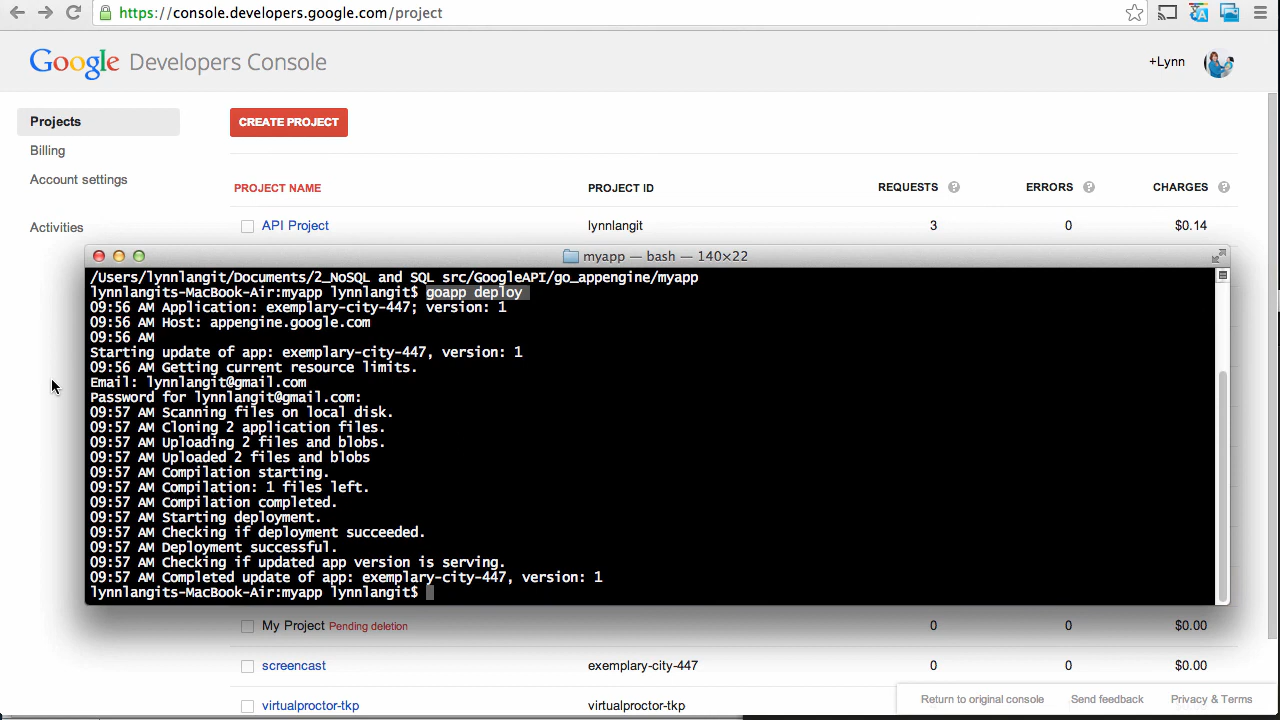 https://console.developers.google.com/project
Google Developers Console
+Lynn
Projects
CREATE PROJECT
Billing
Account settings
Activities
PROJECT NAME PROJECT ID REQUESTS ? ERRORS ? CHARGES ?
API Project lynnlangit 3 0 $0.14
myapp — bash — 140×22
/Users/lynnlangit/Documents/2_NoSQL and SQL src/GoogleAPI/go_appengine/myapp
lynnlangits-MacBook-Air:myapp lynnlangit$ goapp deploy
09:56 AM Application: exemplary-city-447; version: 1
09:56 AM Host: appengine.google.com
09:56 AM
Starting update of app: exemplary-city-447, version: 1
09:56 AM Getting current resource limits.
Email: lynnlangit@gmail.com
Password for lynnlangit@gmail.com:
09:57 AM Scanning files on local disk.
09:57 AM Cloning 2 application files.
09:57 AM Uploading 2 files and blobs.
09:57 AM Uploaded 2 files and blobs
09:57 AM Compilation starting.
09:57 AM Compilation: 1 files left.
09:57 AM Compilation completed.
09:57 AM Starting deployment.
09:57 AM Checking if deployment succeeded.
09:57 AM Deployment successful.
09:57 AM Checking if updated app version is serving.
09:57 AM Completed update of app: exemplary-city-447, version: 1
lynnlangits-MacBook-Air:myapp lynnlangit$
My Project Pending deletion 0 0 $0.00
screencast exemplary-city-447 0 0 $0.00
virtualproctor-tkp virtualproctor-tkp
Return to original console Send feedback Privacy & Terms